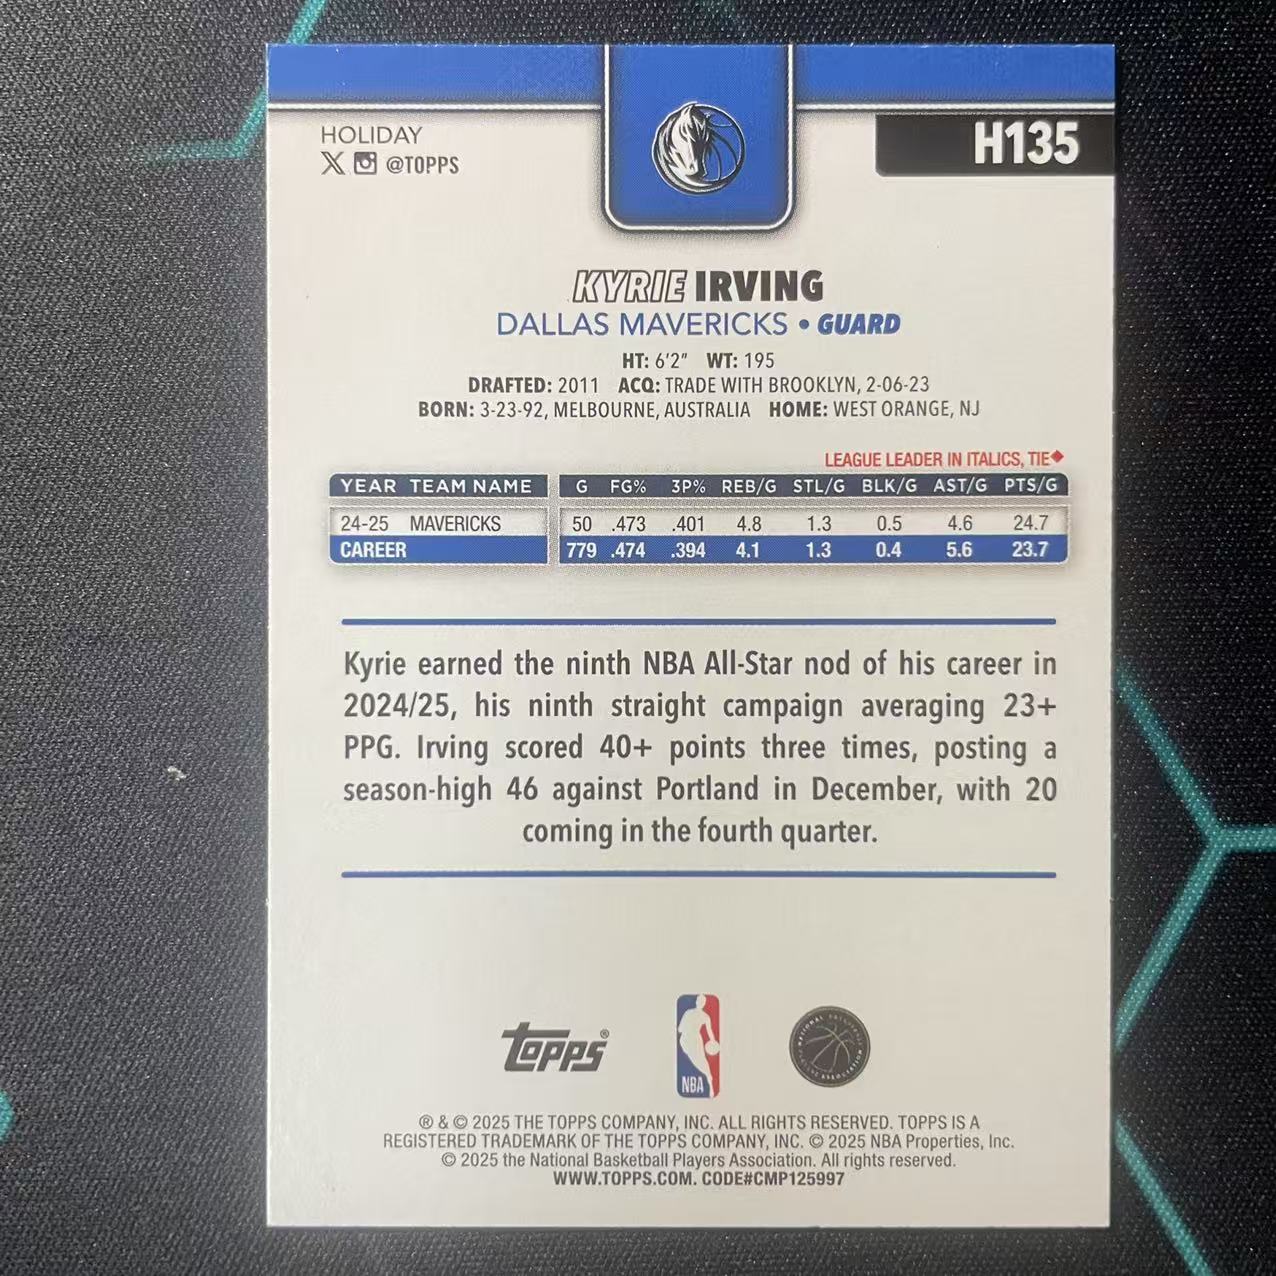 HOLIDAY
X @TOPPS
H135
KYRIE IRVING
DALLAS MAVERICKS • GUARD
HT: 6'2" WT: 195
DRAFTED: 2011 ACQ: TRADE WITH BROOKLYN, 2-06-23
BORN: 3-23-92, MELBOURNE, AUSTRALIA HOME: WEST ORANGE, NJ
LEAGUE LEADER IN ITALICS, TIE◆
YEAR TEAM NAME G FG% 3P% REB/G STL/G BLK/G AST/G PTS/G
24-25 MAVERICKS 50 .473 .401 4.8 1.3 0.5 4.6 24.7
CAREER 779 .474 .394 4.1 1.3 0.4 5.6 23.7
Kyrie earned the ninth NBA All-Star nod of his career in
2024/25, his ninth straight campaign averaging 23+
PPG. Irving scored 40+ points three times, posting a
season-high 46 against Portland in December, with 20
coming in the fourth quarter.
Topps®
NBA
® & © 2025 THE TOPPS COMPANY, INC. ALL RIGHTS RESERVED. TOPPS IS A
REGISTERED TRADEMARK OF THE TOPPS COMPANY, INC. © 2025 NBA Properties, Inc.
© 2025 the National Basketball Players Association. All rights reserved.
WWW.TOPPS.COM. CODE#CMP125997